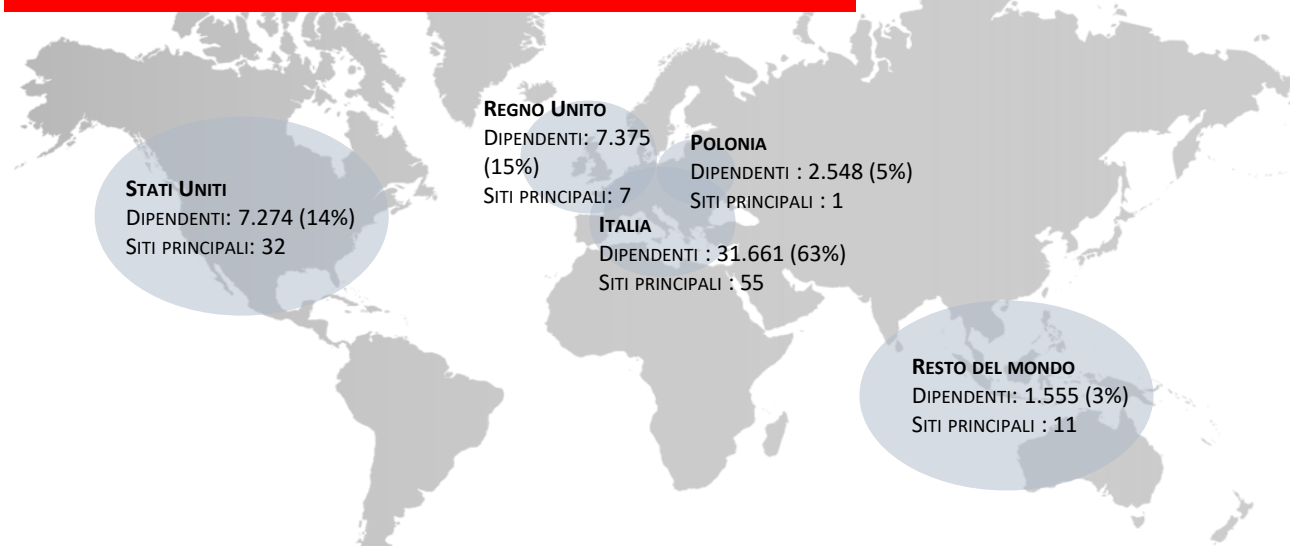 STATI UNITI
DIPENDENTI: 7.274 (14%)
SITI PRINCIPALI: 32
REGNO UNITO
DIPENDENTI: 7.375
(15%)
SITI PRINCIPALI: 7
POLONIA
DIPENDENTI : 2.548 (5%)
SITI PRINCIPALI : 1
ITALIA
DIPENDENTI : 31.661 (63%)
SITI PRINCIPALI : 55
RESTO DEL MONDO
DIPENDENTI: 1.555 (3%)
SITI PRINCIPALI : 11